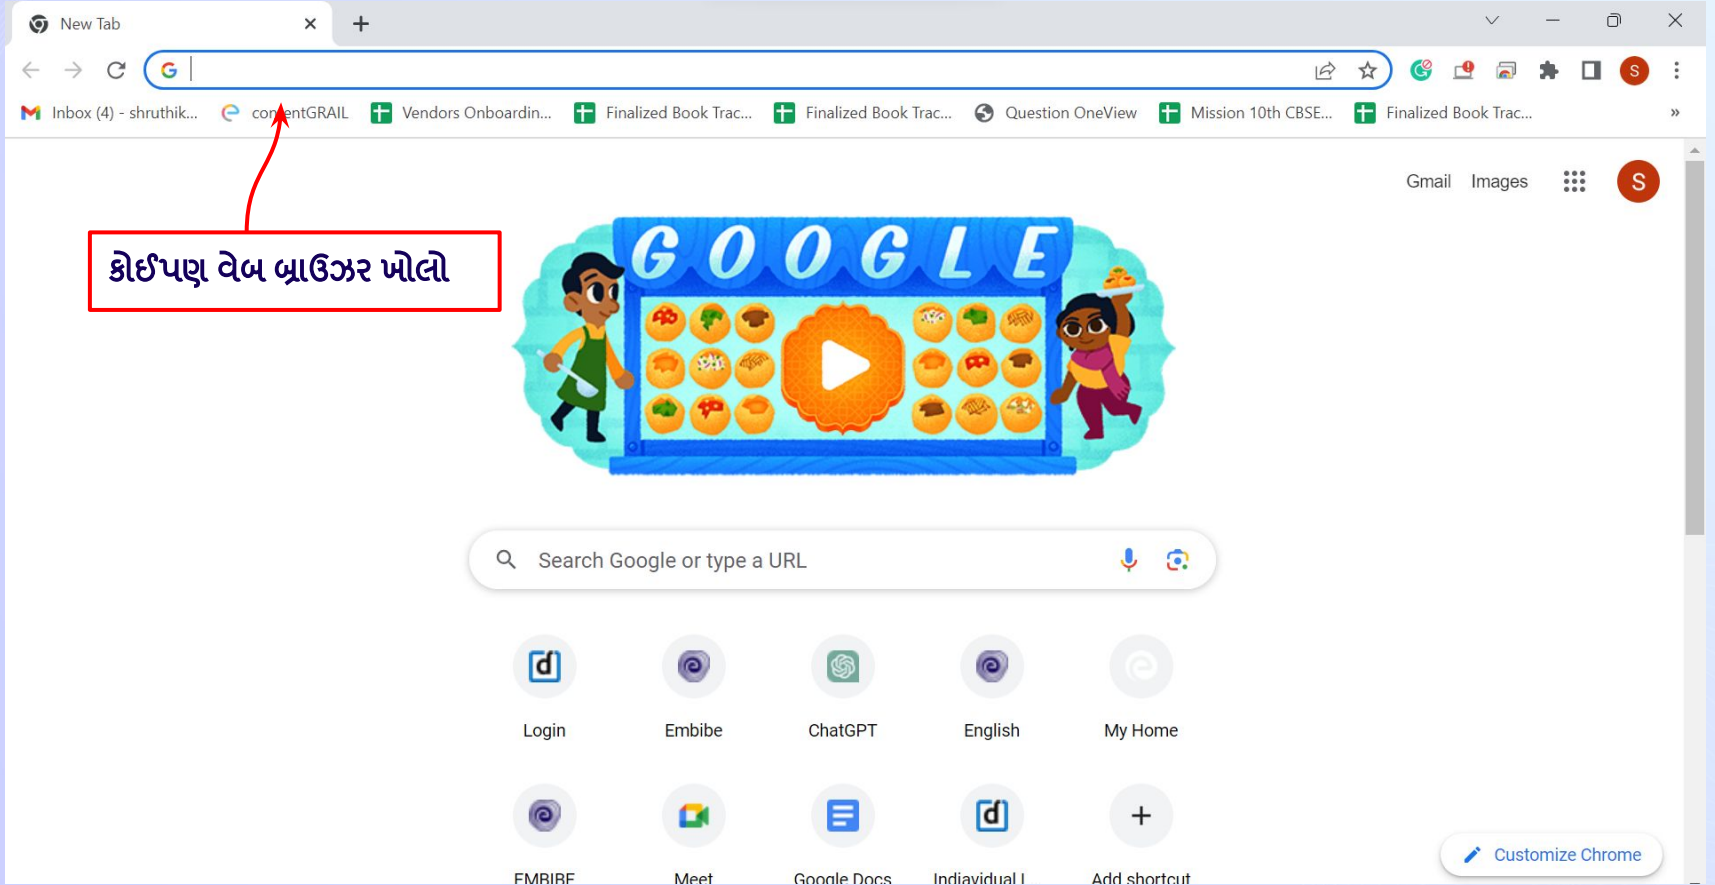 New Tab
Inbox (4) - shruthik...
contentGRAIL
Vendors Onboardin...
Finalized Book Trac...
Finalized Book Trac...
Question OneView
Mission 10th CBSE...
Finalized Book Trac...
Gmail
Images
S
કોઈપણ વેબ બ્રાઉઝર ખોલો
GOOGLE
Search Google or type a URL
Login
Embibe
ChatGPT
English
My Home
EMBIBE
Meet
Google Docs
Indiavidual L
Add shortcut
Customize Chrome